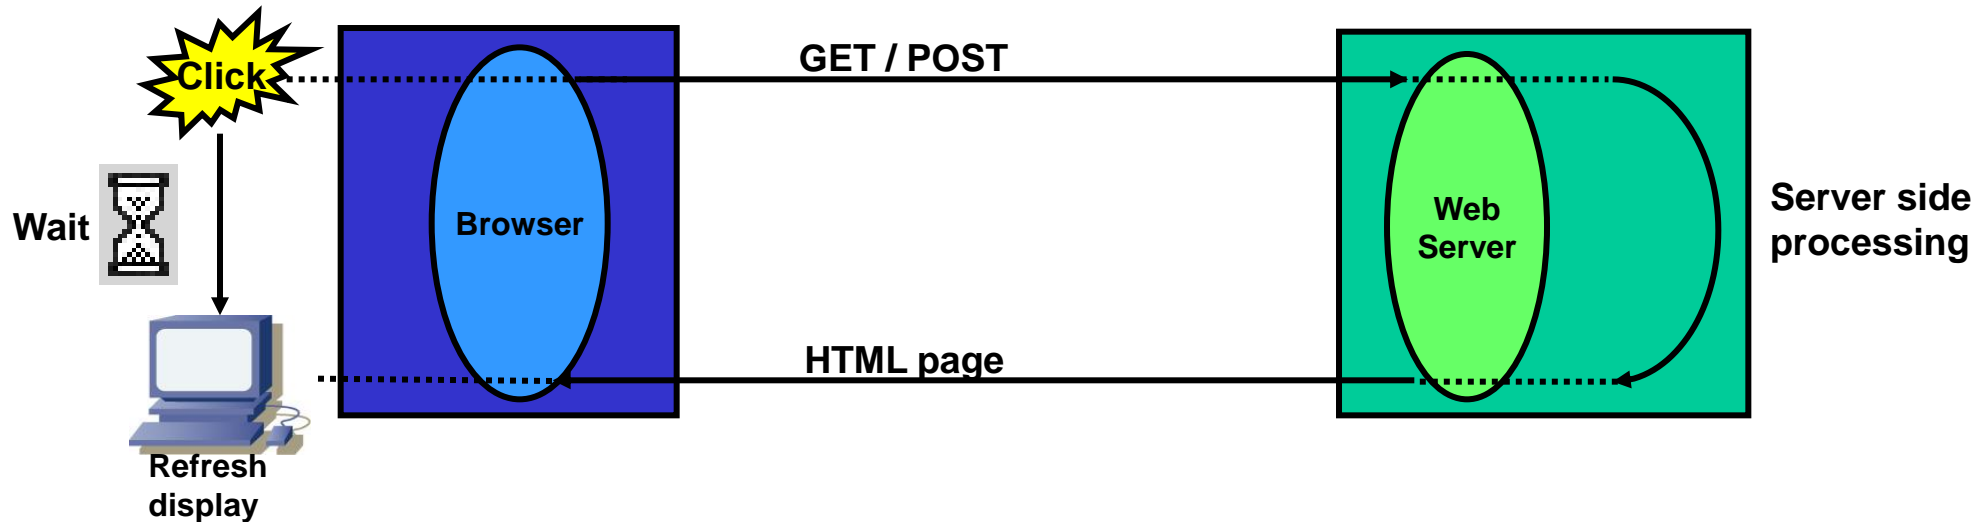 Click
GET / POST
Wait
Browser
Web
Server
Server side
processing
HTML page
Refresh
display